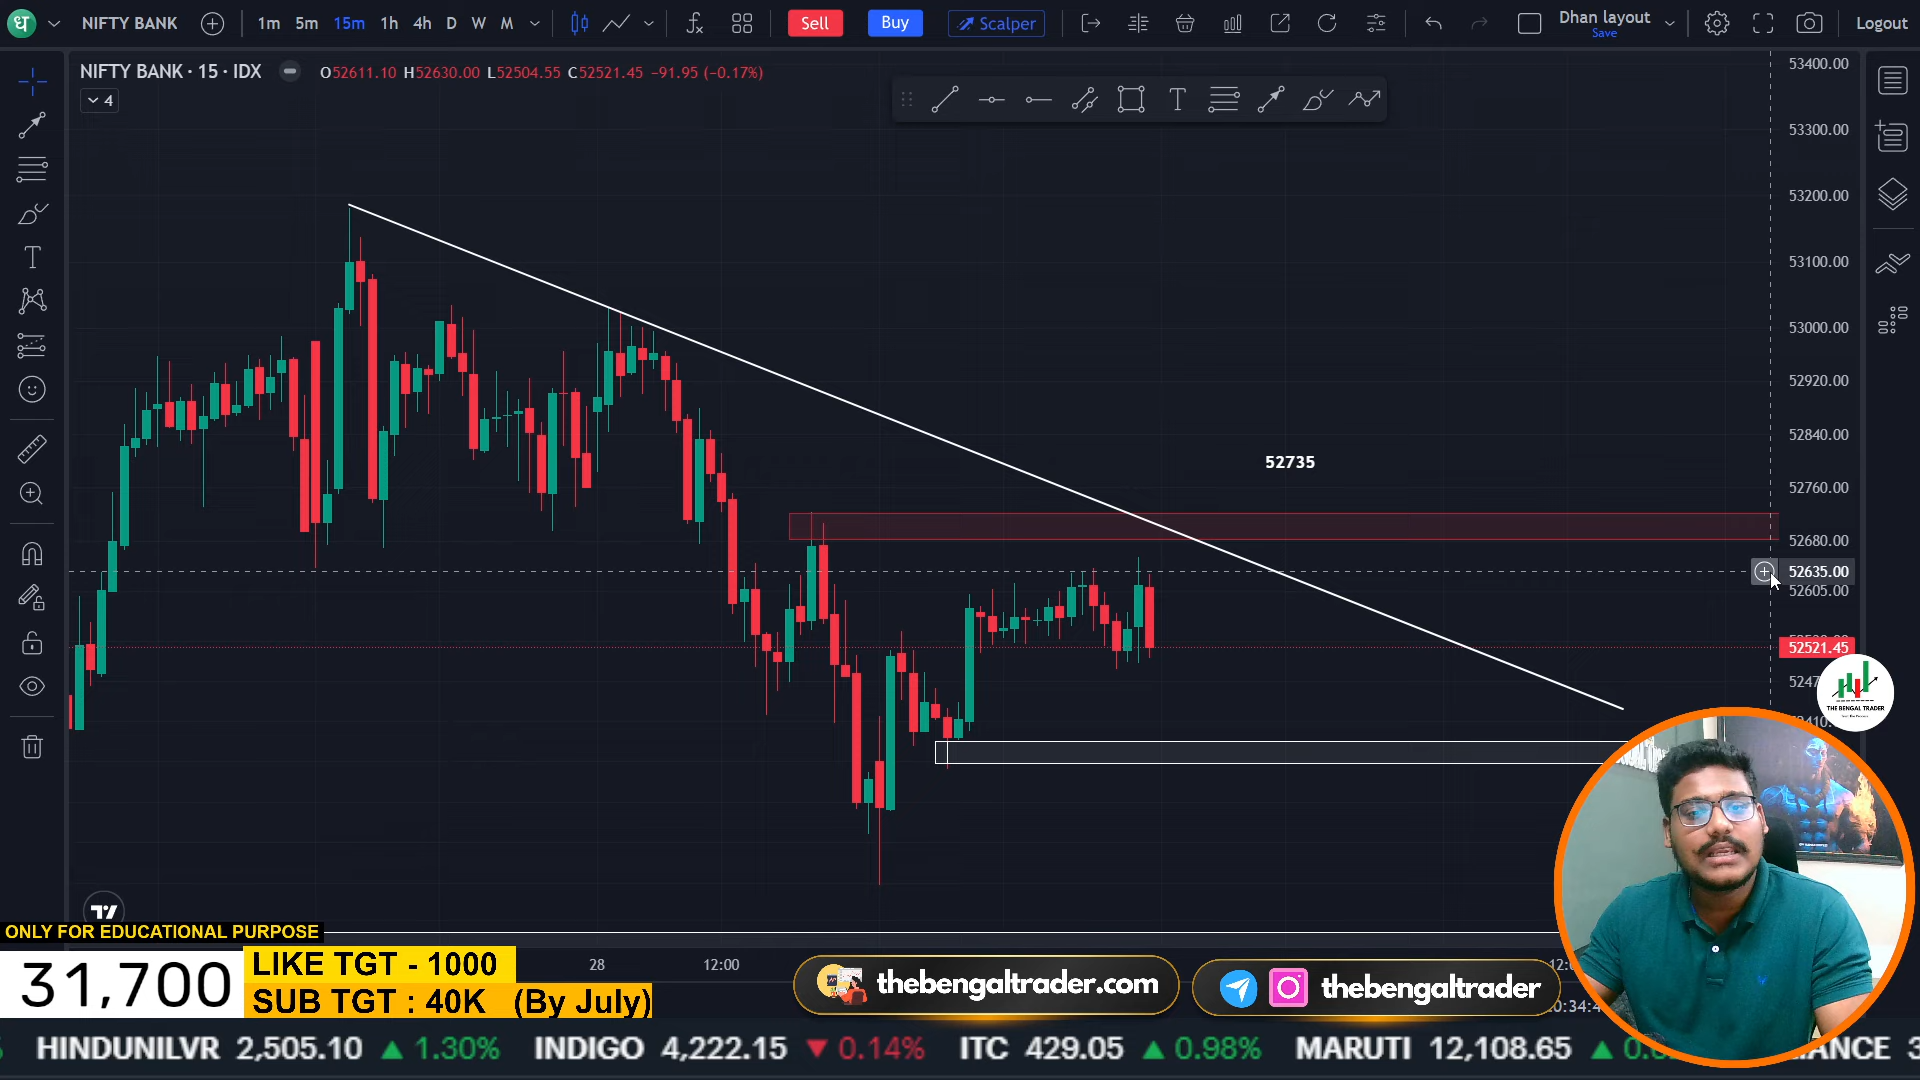 धा NIFTY BANK 1m 5m 15m 1h 4h D W M Sell Buy Scalper Dhan layout Logout
Save
NIFTY BANK · 15 · IDX O52611.10 H52630.00 L52504.55 C52521.45 −91.95 (−0.17%)
4
53400.00
53300.00
53200.00
53100.00
53000.00
52920.00
52840.00
52735
52760.00
52680.00
52635.00
52605.00
52521.45
THE BENGAL TRADER
ONLY FOR EDUCATIONAL PURPOSE
28 12:00
31,700
LIKE TGT - 1000
SUB TGT : 40K (By July)
thebengaltrader.com
thebengaltrader
HINDUNILVR 2,505.10 ▲ 1.30% INDIGO 4,222.15 ▼ 0.14% ITC 429.05 ▲ 0.98% MARUTI 12,108.65 ▲